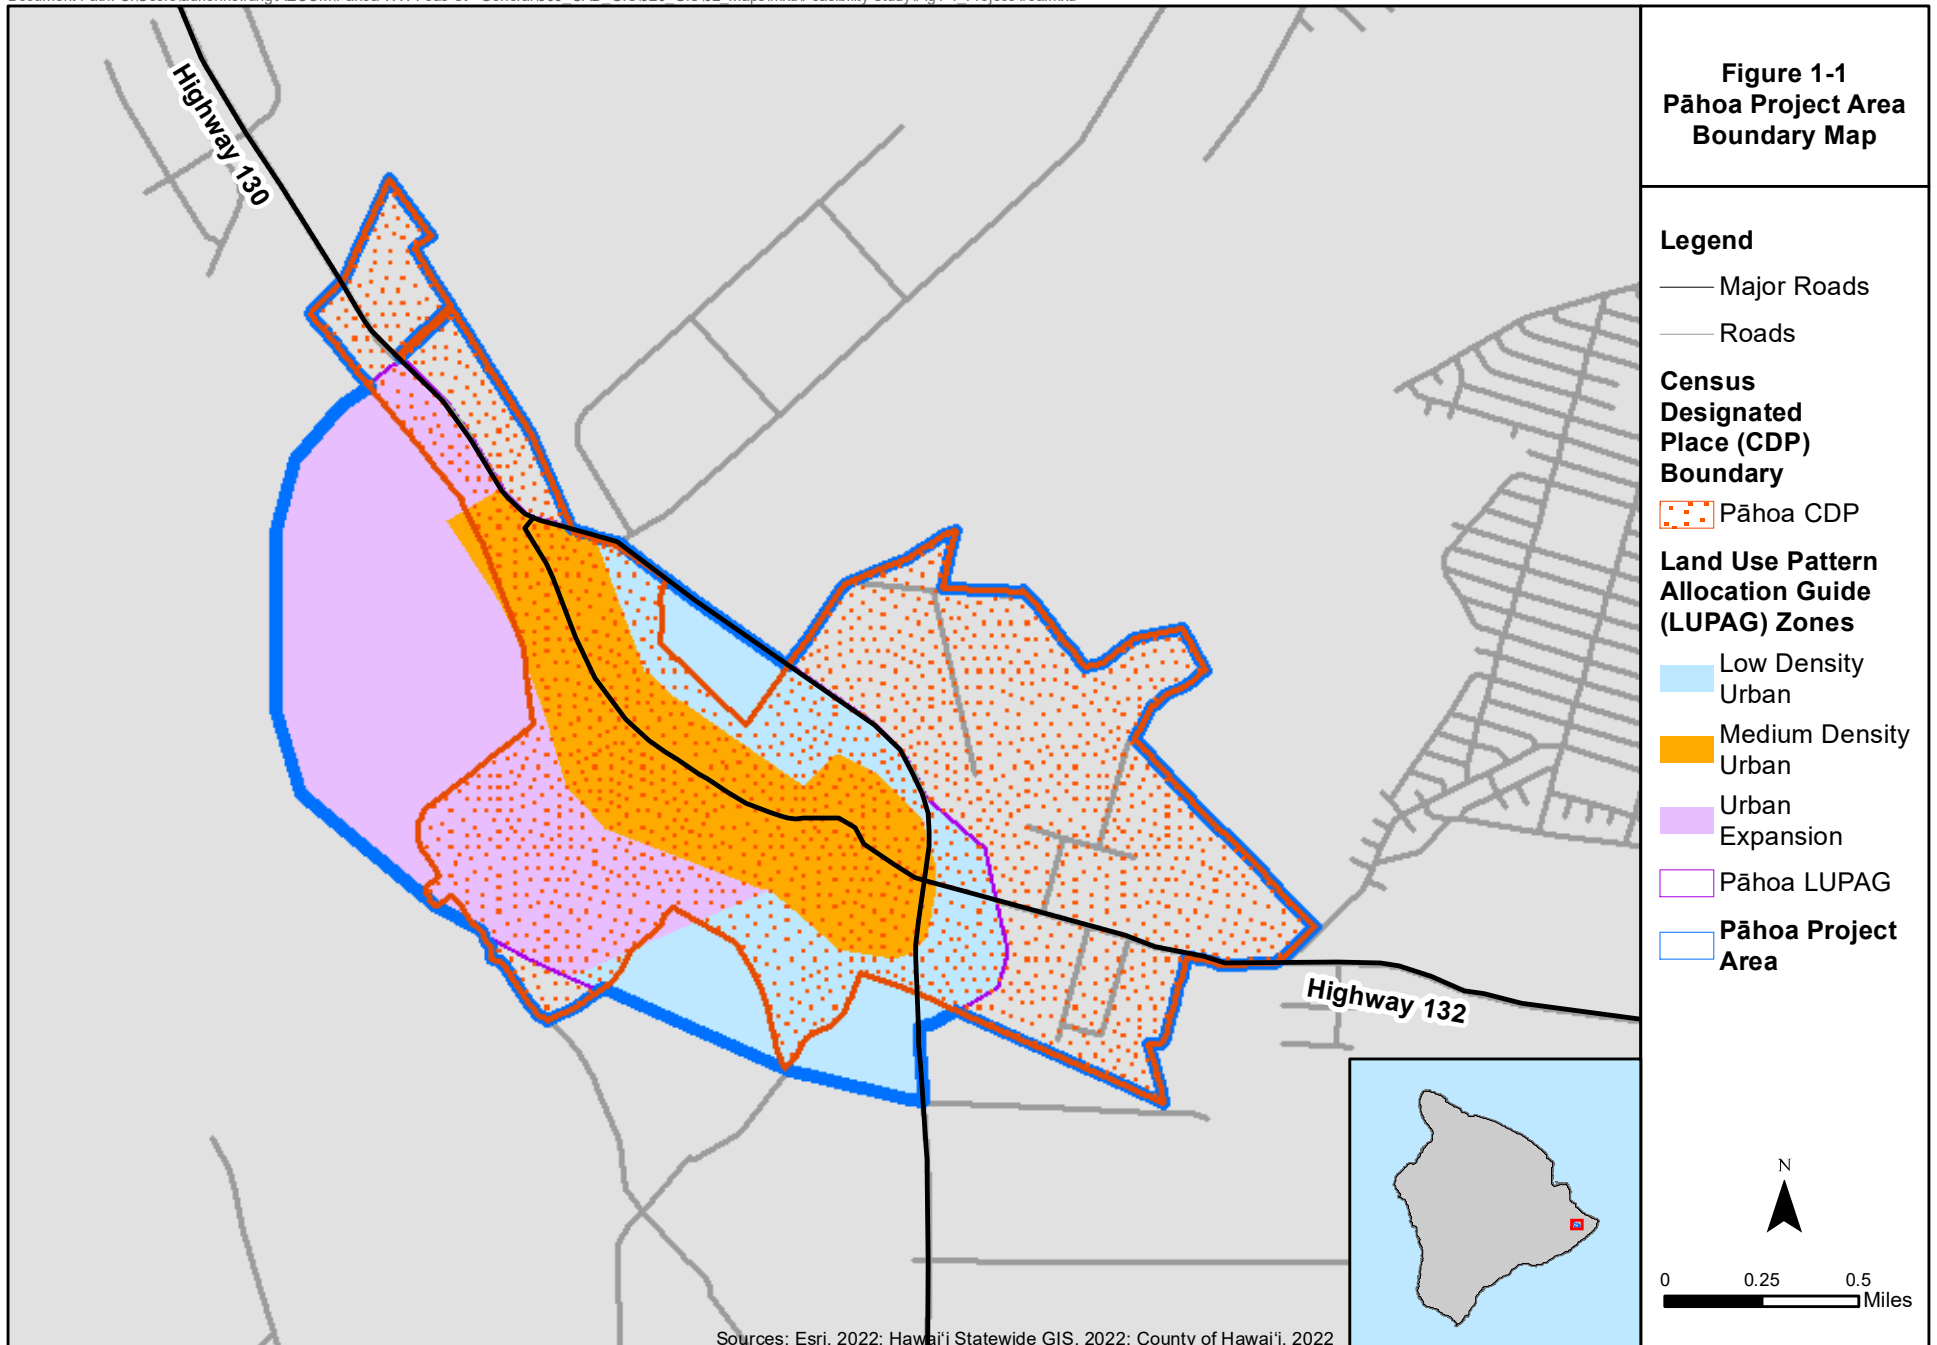 Figure 1-1
Pāhoa Project Area
Boundary Map
Highway 130
Legend
Major Roads
Roads
Census
Designated
Place (CDP)
Boundary
Pāhoa CDP
Land Use Pattern
Allocation Guide
(LUPAG) Zones
Low Density
Urban
Medium Density
Urban
Urban
Expansion
Pāhoa LUPAG
Pāhoa Project
Area
Highway 132
N
0 0.25 0.5
Miles
Sources: Esri, 2022; Hawai‘i Statewide GIS, 2022; County of Hawai‘i, 2022